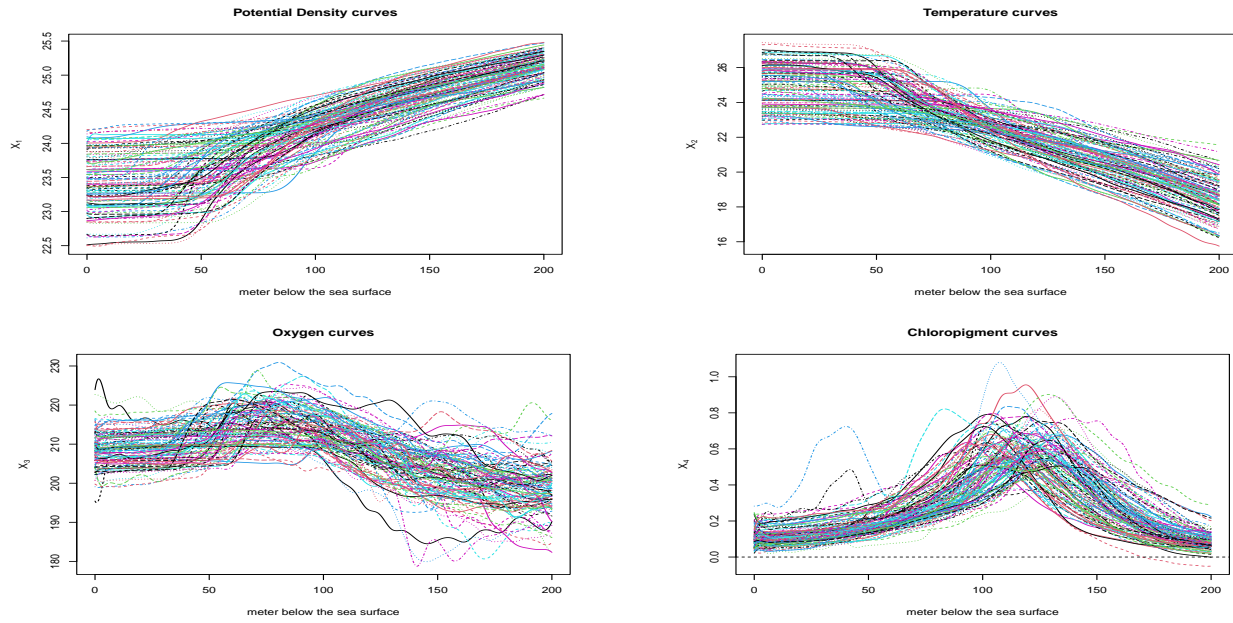 Potential Density curves
X1
25.5
25.0
24.5
24.0
23.5
23.0
22.5
0 50 100 150 200
meter below the sea surface
Temperature curves
X2
26
24
22
20
18
16
0 50 100 150 200
meter below the sea surface
Oxygen curves
X3
230
220
210
200
190
180
0 50 100 150 200
meter below the sea surface
Chloropigment curves
X4
1.0
0.8
0.6
0.4
0.2
0.0
0 50 100 150 200
meter below the sea surface